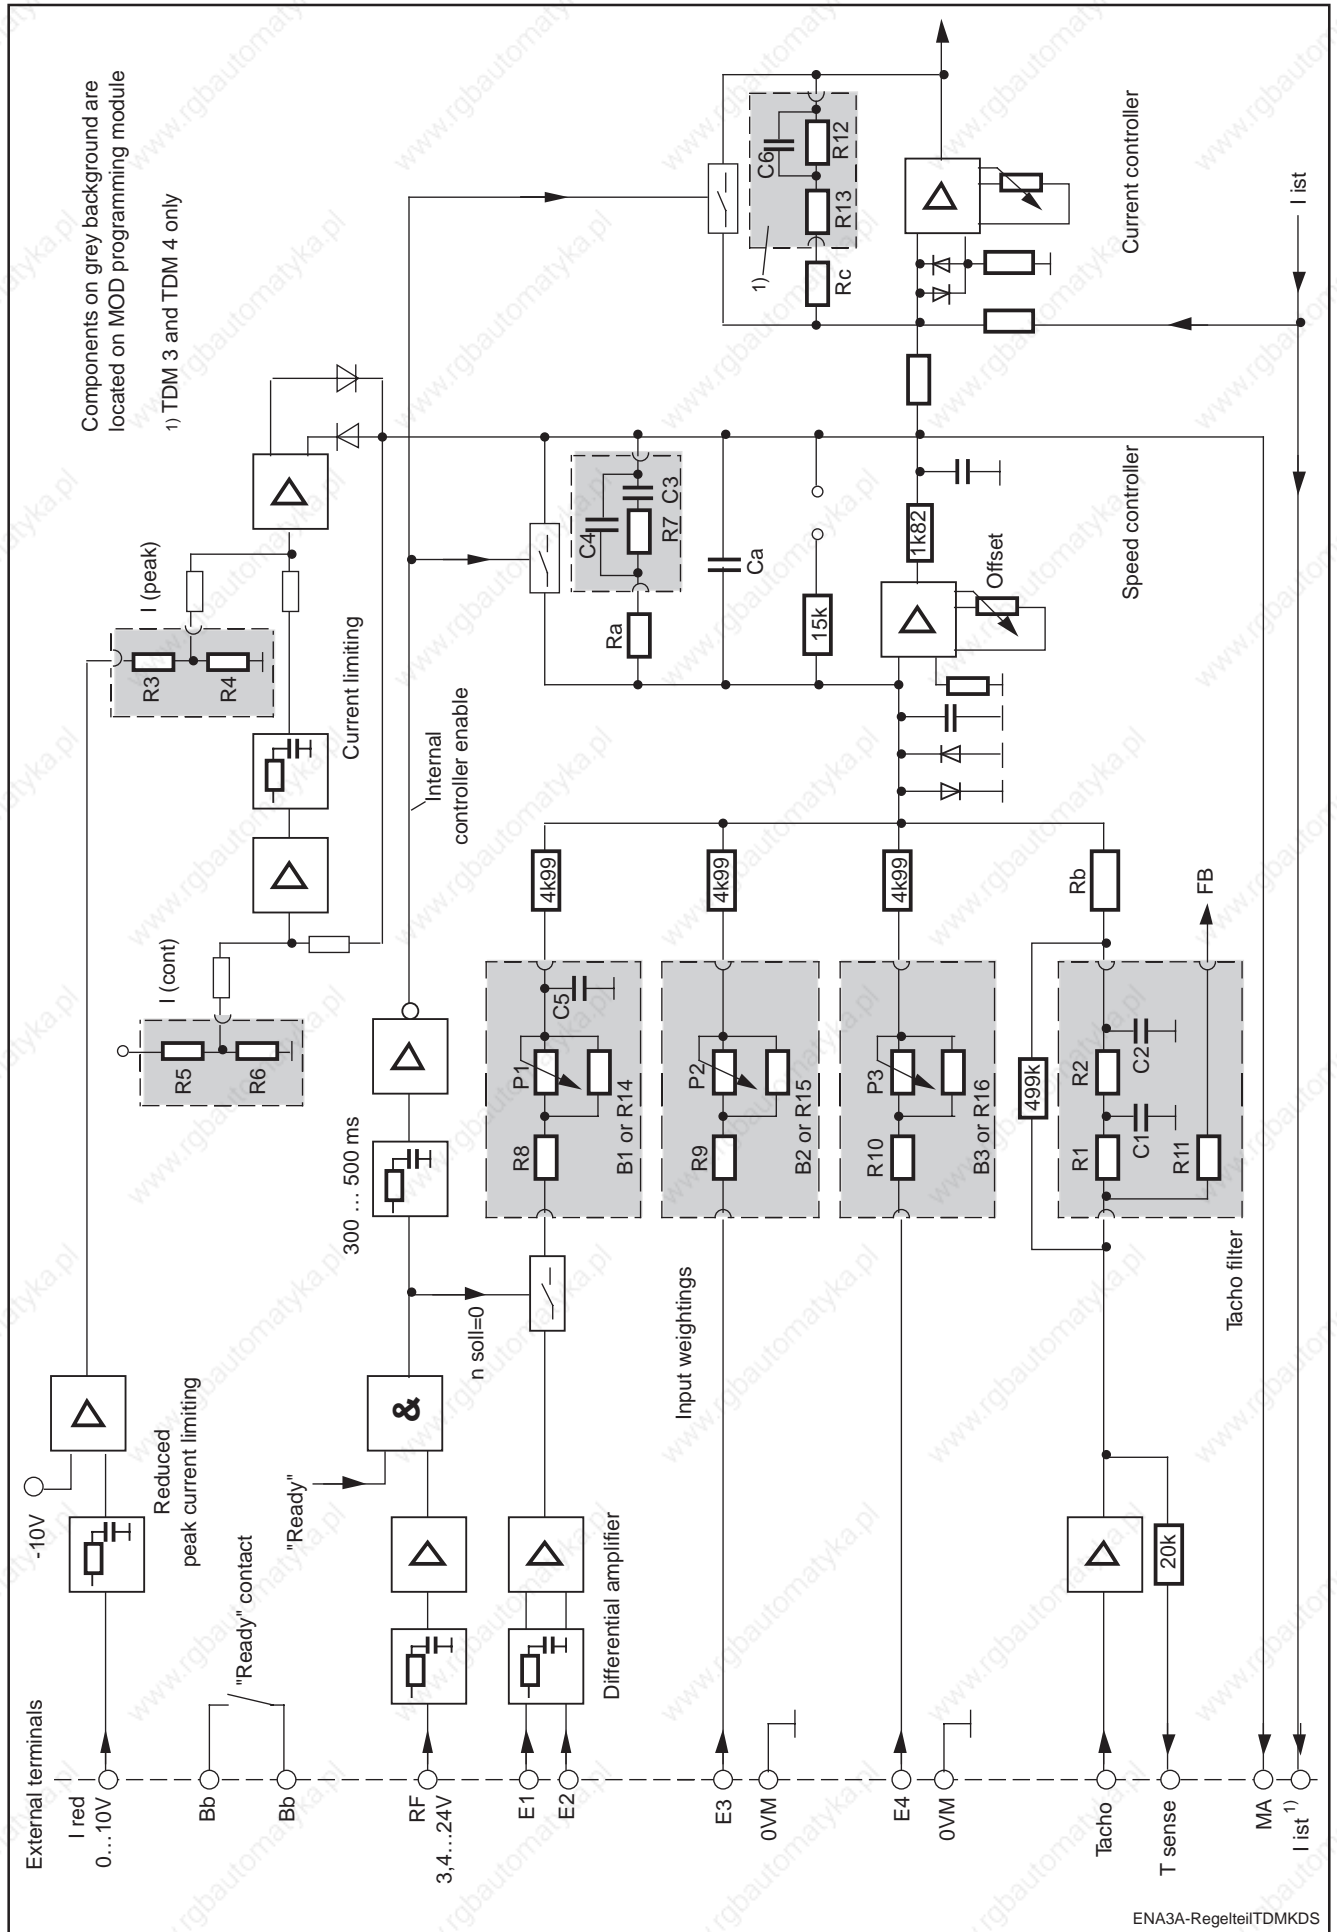 Components on grey background are
located on MOD programming module
1) TDM 3 and TDM 4 only
External terminals
I red
0...10V
-10V
Reduced
peak current limiting
Bb
Bb
"Ready" contact
RF
3,4...24V
"Ready"
&
300 ... 500 ms
n soll=0
Internal
controller enable
I (cont)
R5
R6
R3
R4
I (peak)
Current limiting
E1
E2
Differential amplifier
R8
P1
C5
B1 or R14
4k99
E3
0VM
Input weightings
R9
P2
B2 or R15
4k99
E4
0VM
R10
P3
B3 or R16
4k99
Tacho
T sense
20k
499k
R1
R2
C1
C2
R11
Tacho filter
Rb
FB
Ra
C4
R7
C3
Ca
15k
1k82
Offset
Speed controller
1)
Rc
R13
R12
C6
Current controller
I ist
MA
I ist 1)
ENA3A-RegelteilTDMKDS
www.rgbautomatyka.pl